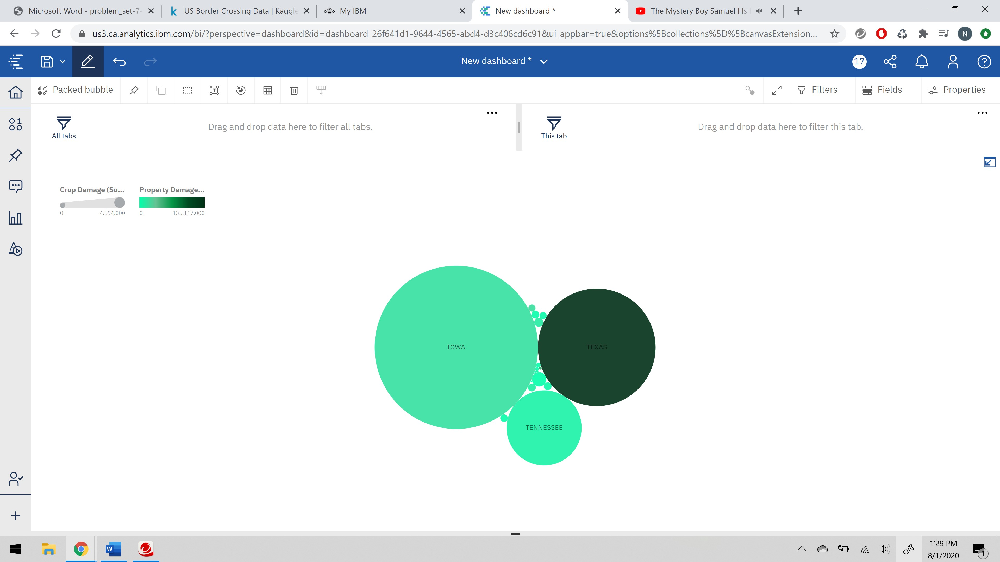 Microsoft Word - problem_set-7-
US Border Crossing Data | Kaggle
My IBM
New dashboard *
The Mystery Boy Samuel l Is
us3.ca.analytics.ibm.com/bi/?perspective=dashboard&id=dashboard_26f641d1-9644-4565-abd4-d3c406cd6c91&ui_appbar=true&options%5Bcollections%5D%5BcanvasExtension...
N
New dashboard *
17
Packed bubble
Filters
Fields
Properties
All tabs
Drag and drop data here to filter all tabs.
This tab
Drag and drop data here to filter this tab.
Crop Damage (Su...
0
4,594,000
Property Damage...
0
135,117,000
IOWA
TEXAS
TENNESSEE
1:29 PM
8/1/2020
1